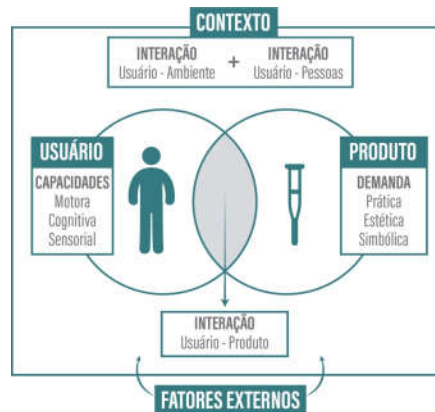 CONTEXTO
INTERAÇÃO
Usuário - Ambiente
+
INTERAÇÃO
Usuário - Pessoas
USUÁRIO
CAPACIDADES
Motora
Cognitiva
Sensorial
PRODUTO
DEMANDA
Prática
Estética
Simbólica
INTERAÇÃO
Usuário - Produto
FATORES EXTERNOS